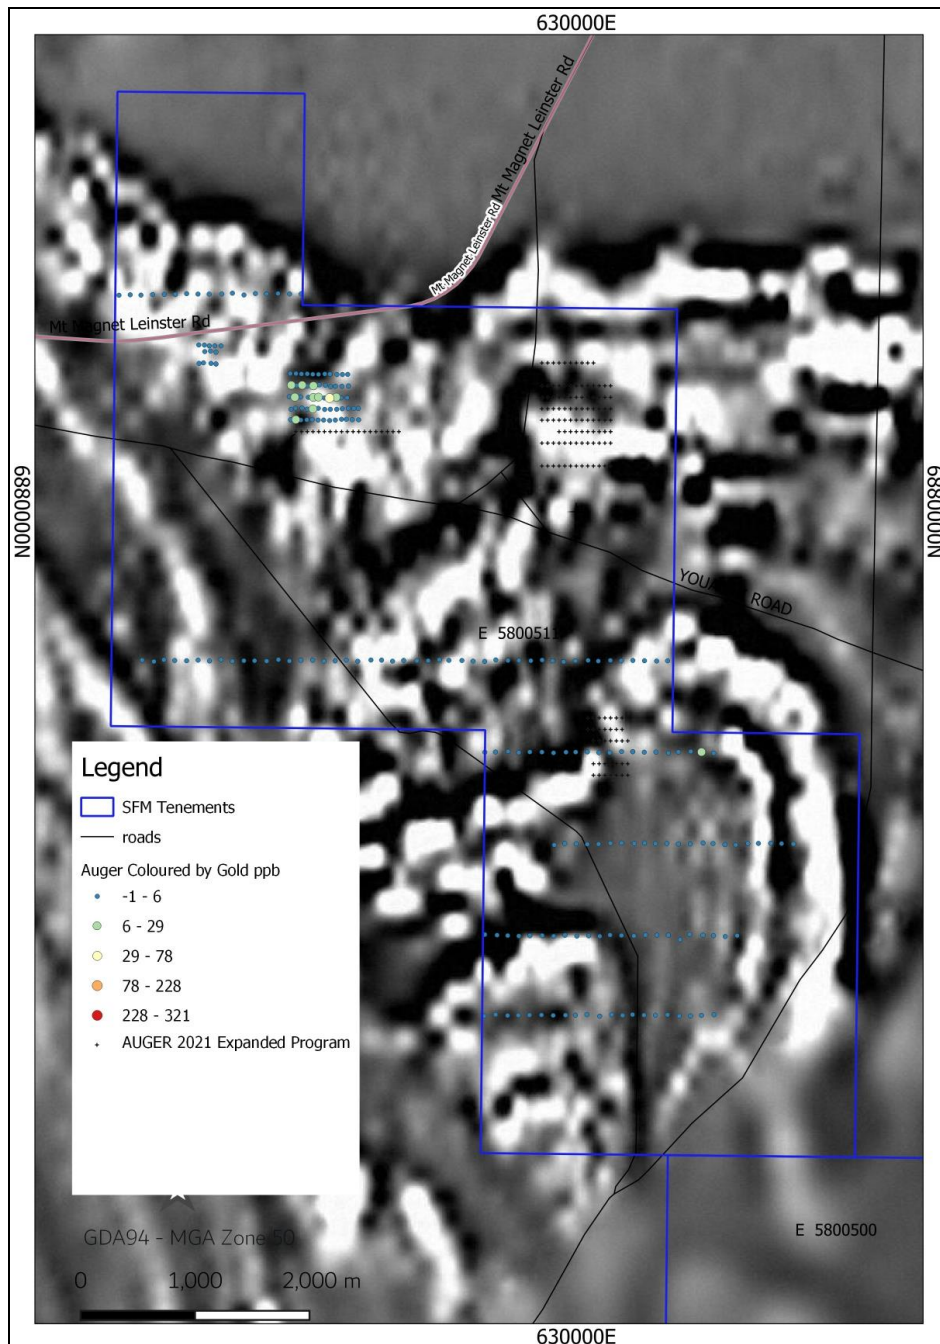 630000E
Mt Magnet Leinster Rd
Mt Magnet Leinster Rd
Mt Magnet Leinster Rd
6880000N
6880000N
E 5800511
Legend
SFM Tenements
roads
Auger Coloured by Gold ppb
-1 - 6
6 - 29
29 - 78
78 - 228
228 - 321
AUGER 2021 Expanded Program
E 5800500
GDA94 - MGA Zone 50
0 1,000 2,000 m
630000E